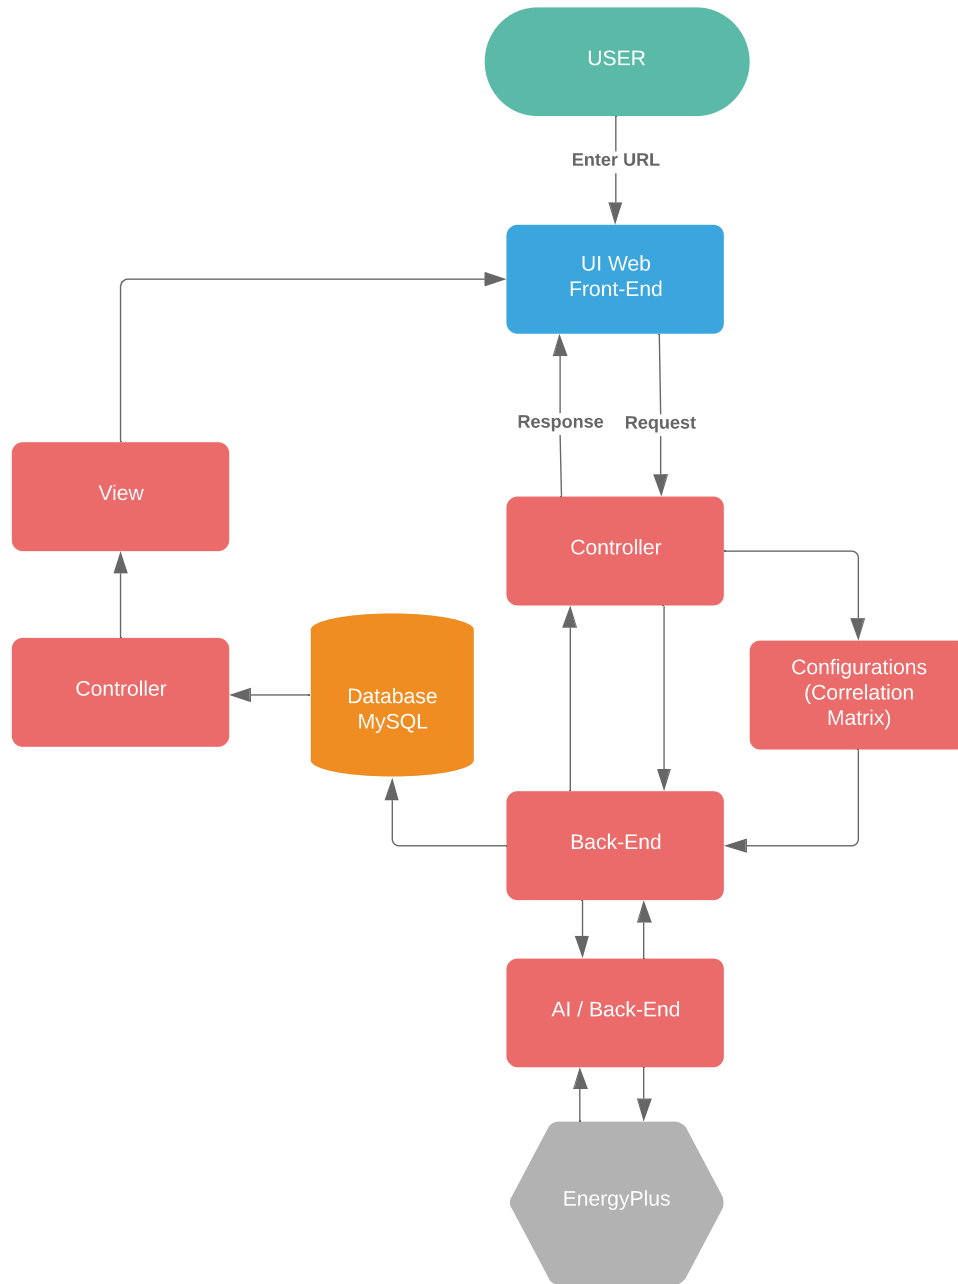 USER
Enter URL
UI Web
Front-End
Response
Request
View
Controller
Controller
Database
MySQL
Configurations
(Correlation
Matrix)
Back-End
AI / Back-End
EnergyPlus